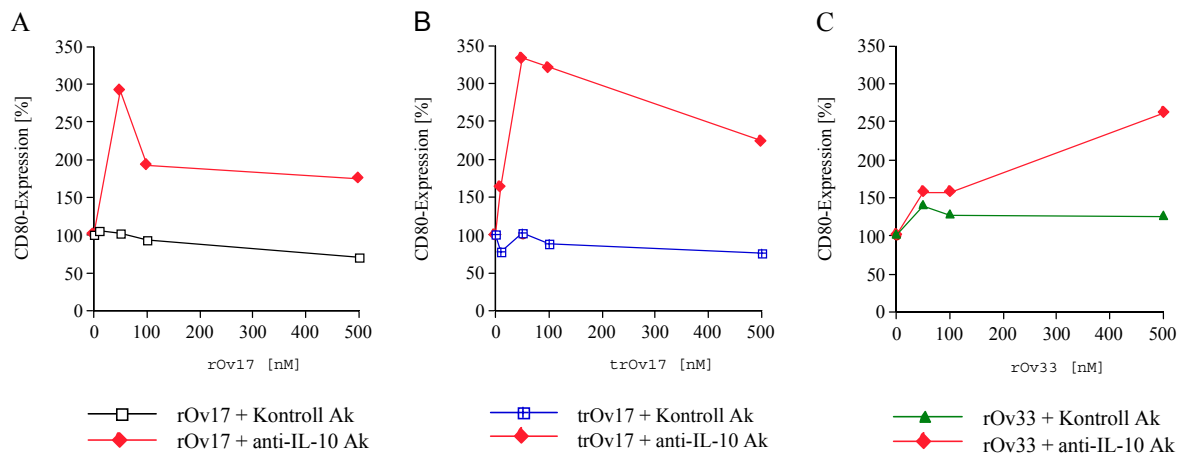 A
CD80-Expression [%]
350
300
250
200
150
100
50
0
0
100
200
300
400
500
rOv17 [nM]
rOv17 + Kontroll Ak
rOv17 + anti-IL-10 Ak
B
CD80-Expression [%]
350
300
250
200
150
100
50
0
0
100
200
300
400
500
trOv17 [nM]
trOv17 + Kontroll Ak
trOv17 + anti-IL-10 Ak
C
CD80-Expression [%]
350
300
250
200
150
100
50
0
0
100
200
300
400
500
rOv33 [nM]
rOv33 + Kontroll Ak
rOv33 + anti-IL-10 Ak